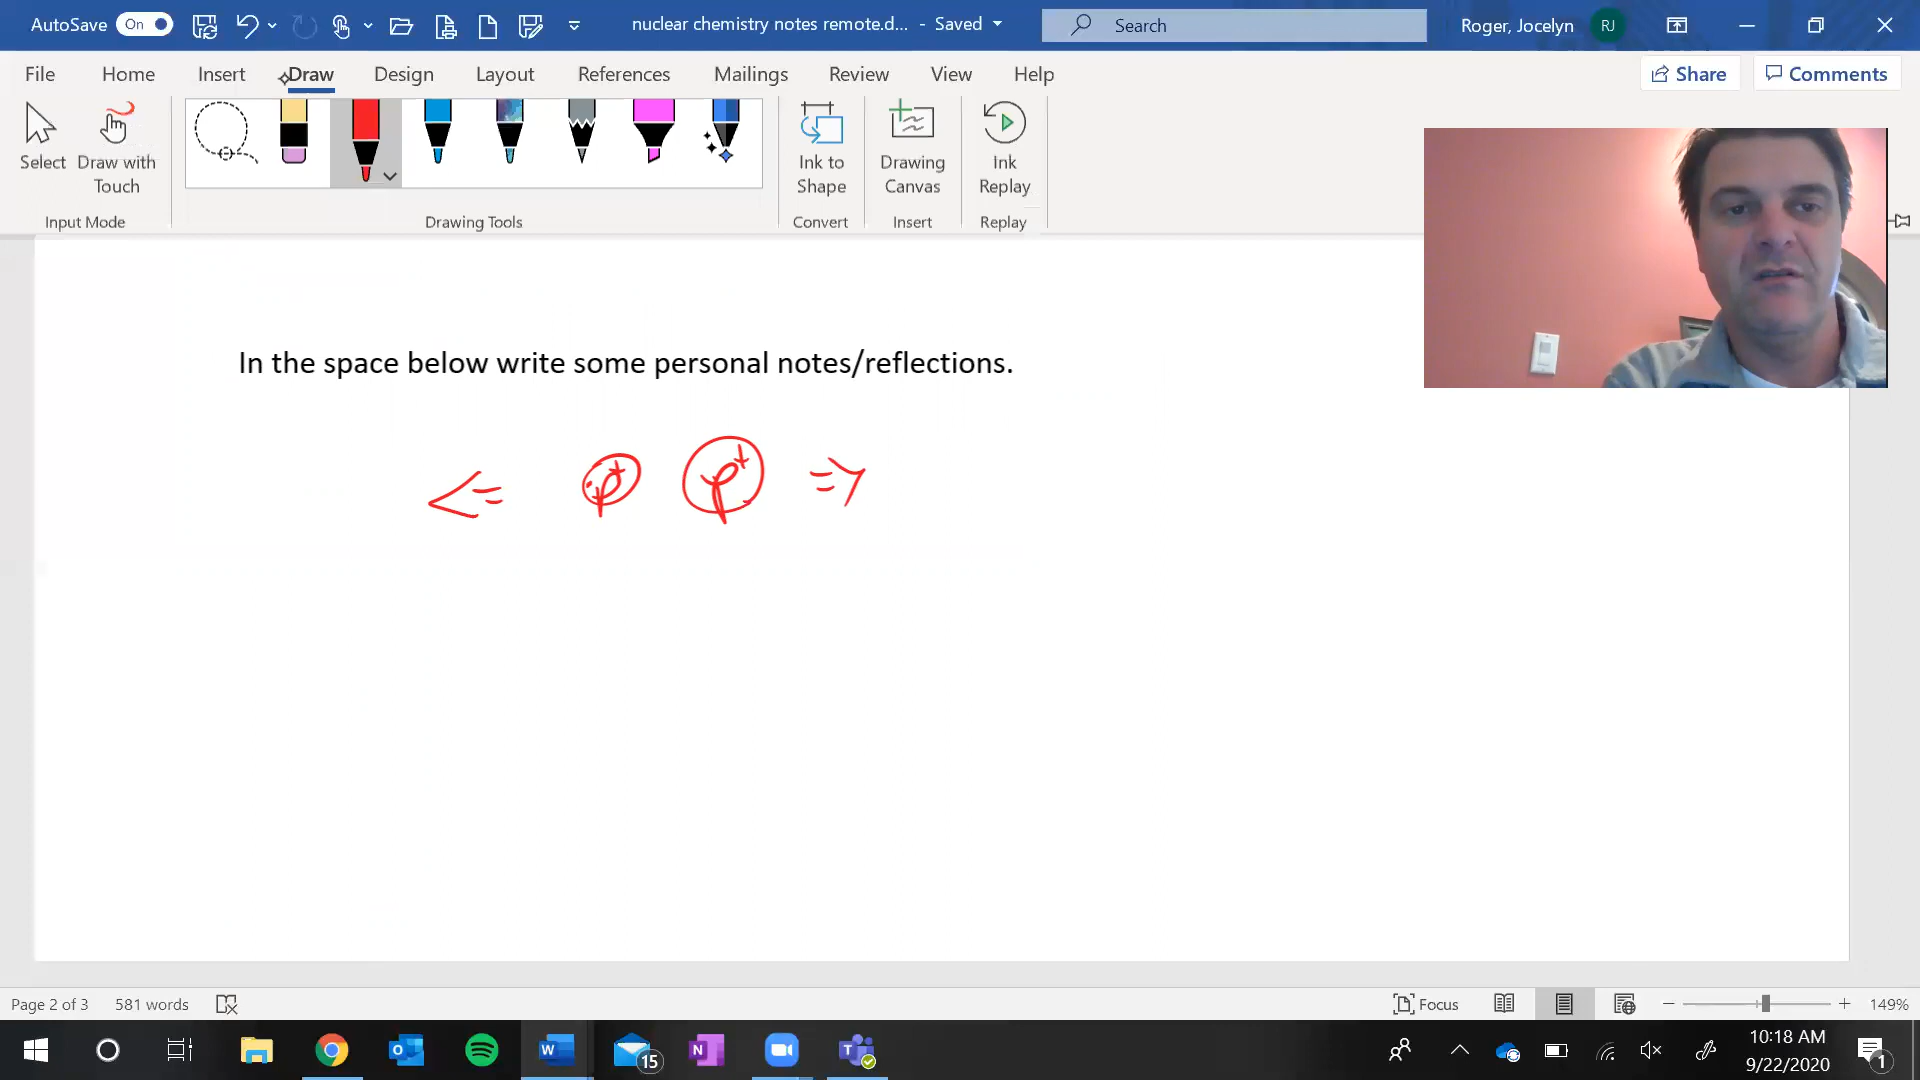 AutoSave On nuclear chemistry notes remote.d... - Saved Search Roger, Jocelyn RJ
File Home Insert Draw Design Layout References Mailings Review View Help Share Comments
Select Draw with Touch Ink to Shape Drawing Canvas Ink Replay
Input Mode Drawing Tools Convert Insert Replay
In the space below write some personal notes/reflections.
<= p+ p+ =>
Page 2 of 3 581 words Focus 149%
15 10:18 AM
9/22/2020 1